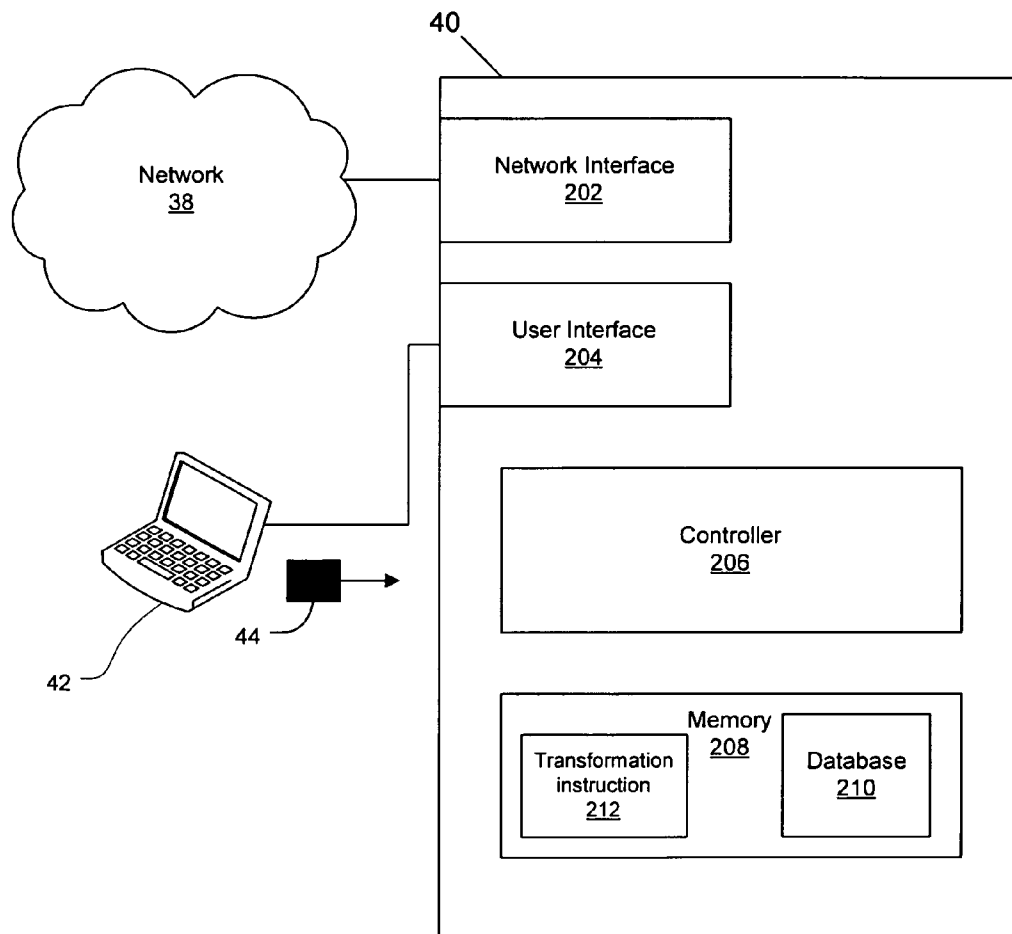 40
Network
38
Network Interface
202
User Interface
204
Controller
206
44
42
Memory
208
Transformation
instruction
212
Database
210